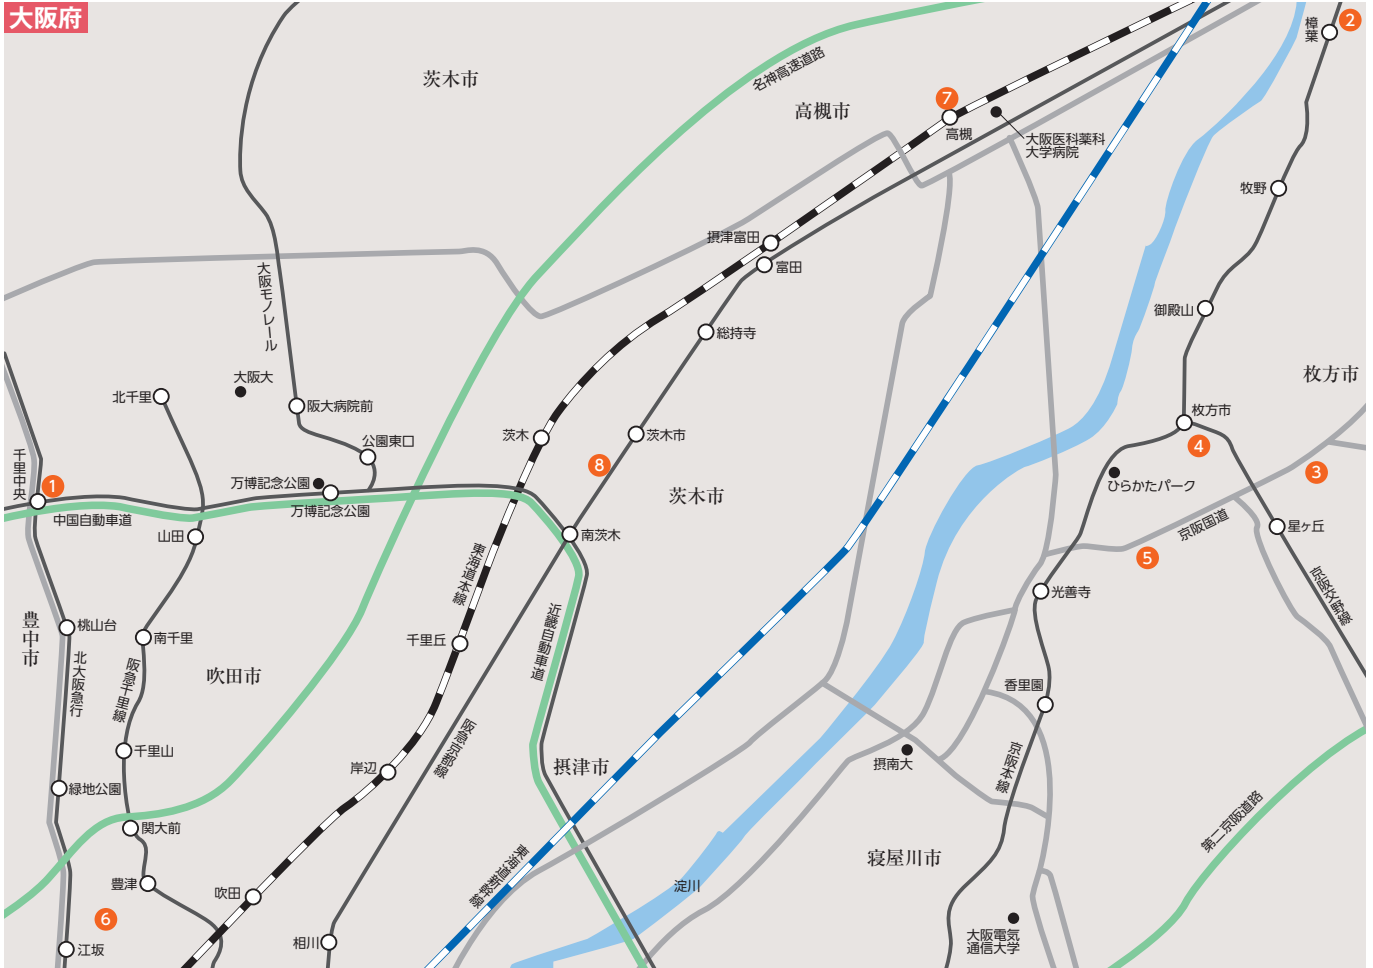 大阪府
2
樟葉
茨木市
名神高速道路
高槻市
7
高槻
大阪医科薬科
大学病院
牧野
摂津富田
富田
大阪モノレール
御殿山
総持寺
枚方市
大阪大
北千里
阪大病院前
枚方市
公園東口
茨木
茨木市
4
千里中央
8
3
1
万博記念公園
ひらかたパーク
茨木市
万博記念公園
中国自動車道
京阪国道
星ヶ丘
山田
南茨木
5
東海道本線
京阪交野線
光善寺
近畿自動車道
豊中市
桃山台
南千里
千里丘
北大阪急行
阪急千里線
吹田市
香里園
千里山
阪急京都線
京阪本線
摂南大
摂津市
岸辺
緑地公園
第二京阪道路
関大前
寝屋川市
東海道新幹線
豊津
吹田
淀川
6
江坂
相川
大阪電気
通信大学